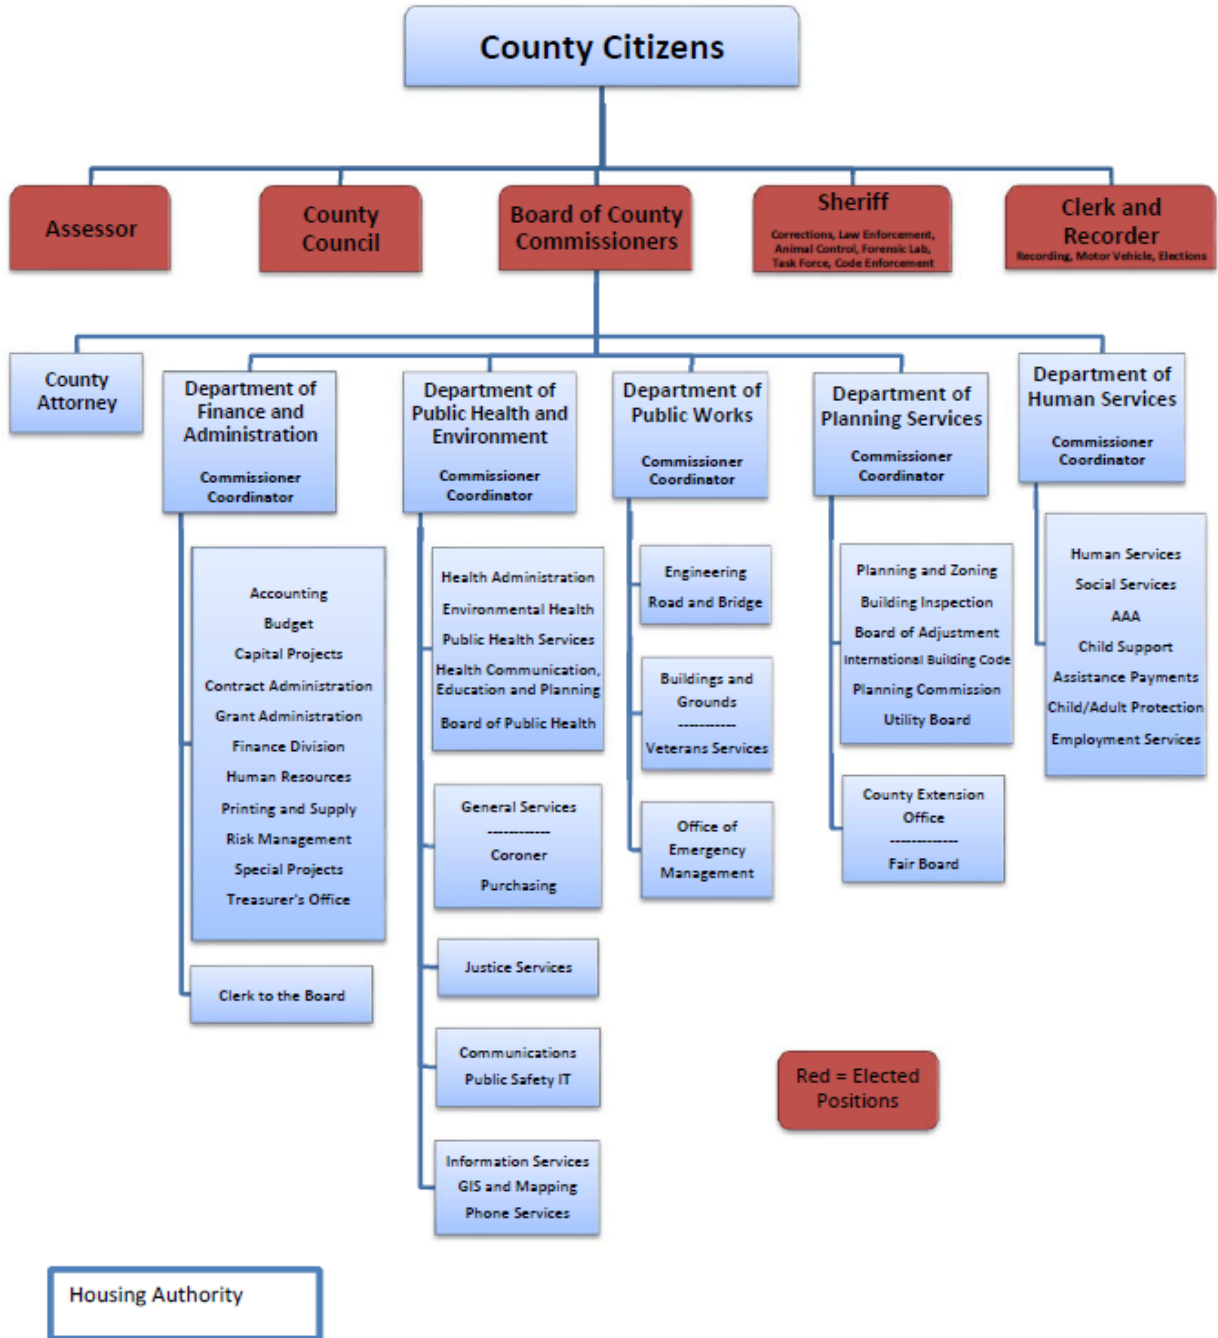 County Citizens
Assessor
County
Council
Board of County
Commissioners
Sheriff
Corrections, Law Enforcement,
Animal Control, Forensic Lab,
Task Force, Code Enforcement
Clerk and
Recorder
Recording, Motor Vehicle, Elections
County
Attorney
Department of
Finance and
Administration
Commissioner
Coordinator
Department of
Public Health and
Environment
Commissioner
Coordinator
Department of
Public Works
Commissioner
Coordinator
Department of
Planning Services
Commissioner
Coordinator
Department of
Human Services
Commissioner
Coordinator
Accounting
Budget
Capital Projects
Contract Administration
Grant Administration
Finance Division
Human Resources
Printing and Supply
Risk Management
Special Projects
Treasurer's Office
Clerk to the Board
Health Administration
Environmental Health
Public Health Services
Health Communication,
Education and Planning
Board of Public Health
General Services
------------
Coroner
Purchasing
Justice Services
Communications
Public Safety IT
Information Services
GIS and Mapping
Phone Services
Engineering
Road and Bridge
Buildings and
Grounds
-----------
Veterans Services
Office of
Emergency
Management
Planning and Zoning
Building Inspection
Board of Adjustment
International Building Code
Planning Commission
Utility Board
County Extension
Office
-------------
Fair Board
Human Services
Social Services
AAA
Child Support
Assistance Payments
Child/Adult Protection
Employment Services
Red = Elected
Positions
Housing Authority